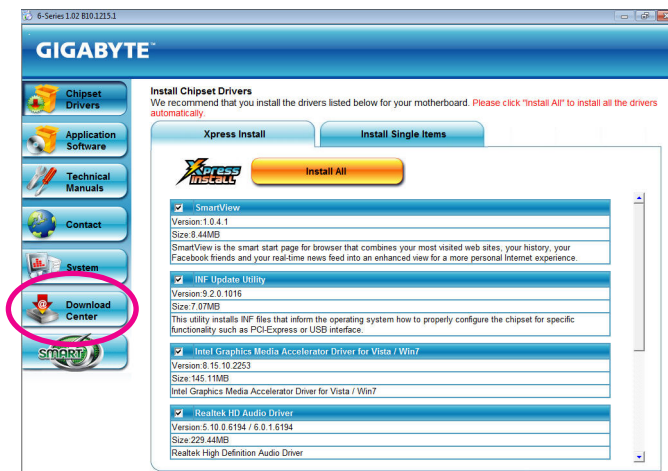 6-Series 1.02 B10.1215.1
GIGABYTE™
Chipset
Drivers
Application
Software
Technical
Manuals
Contact
System
Download
Center
SMART
Install Chipset Drivers
We recommend that you install the drivers listed below for your motherboard. Please click "Install All" to install all the drivers
automatically.
Xpress Install
Install Single Items
Xpress
INSTALL
Install All
SmartView
Version:1.0.4.1
Size:8.44MB
SmartView is the smart start page for browser that combines your most visited web sites, your history, your
Facebook friends and your real-time news feed into an enhanced view for a more personal Internet experience.
INF Update Utility
Version:9.2.0.1016
Size:7.07MB
This utility installs INF files that inform the operating system how to properly configure the chipset for specific
functionality such as PCI-Express or USB interface.
Intel Graphics Media Accelerator Driver for Vista / Win7
Version:8.15.10.2253
Size:145.11MB
Intel Graphics Media Accelerator Driver for Vista / Win7
Realtek HD Audio Driver
Version:5.10.0.6194 / 6.0.1.6194
Size:229.44MB
Realtek High Definition Audio Driver